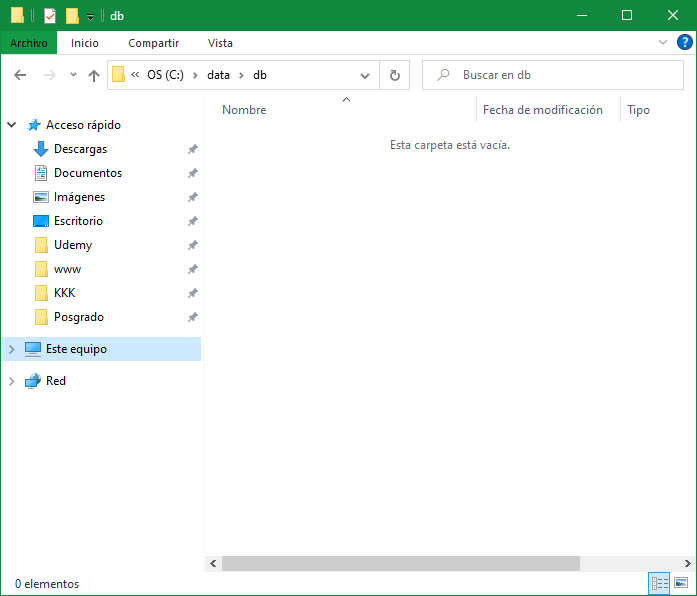 db
Archivo Inicio Compartir Vista ?
« OS (C:) > data > db Buscar en db
Nombre Fecha de modificación Tipo
Esta carpeta está vacía.
Acceso rápido
Descargas
Documentos
Imágenes
Escritorio
Udemy
www
KKK
Posgrado
Este equipo
Red
0 elementos